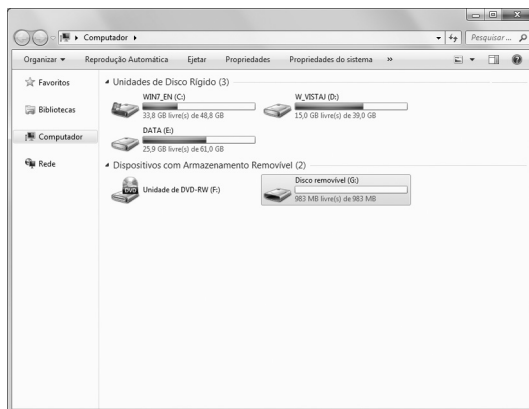 Computador
Pesquisar ...
Organizar
Reprodução Automática
Ejetar
Propriedades
Propriedades do sistema
»
Favoritos
Bibliotecas
Computador
Rede
Unidades de Disco Rígido (3)
WIN7_EN (C:)
33,8 GB livre(s) de 48,8 GB
W_VISTAJ (D:)
15,0 GB livre(s) de 39,0 GB
DATA (E:)
25,9 GB livre(s) de 61,0 GB
Dispositivos com Armazenamento Removível (2)
DVD
Unidade de DVD-RW (F:)
Disco removível (G:)
983 MB livre(s) de 983 MB